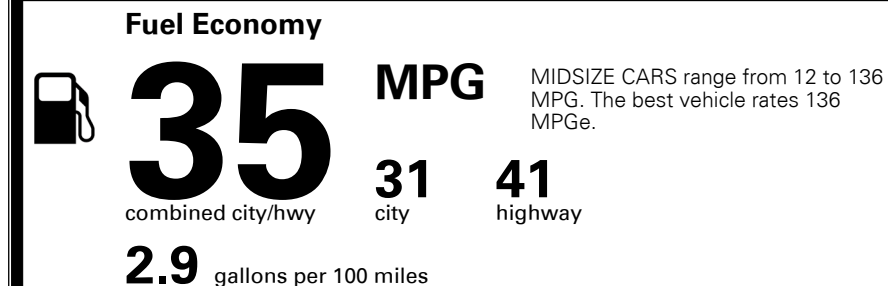 Fuel Economy
35 MPG
MIDSIZE CARS range from 12 to 136
MPG. The best vehicle rates 136
MPGe.
31 41
combined city/hwy city highway
2.9 gallons per 100 miles